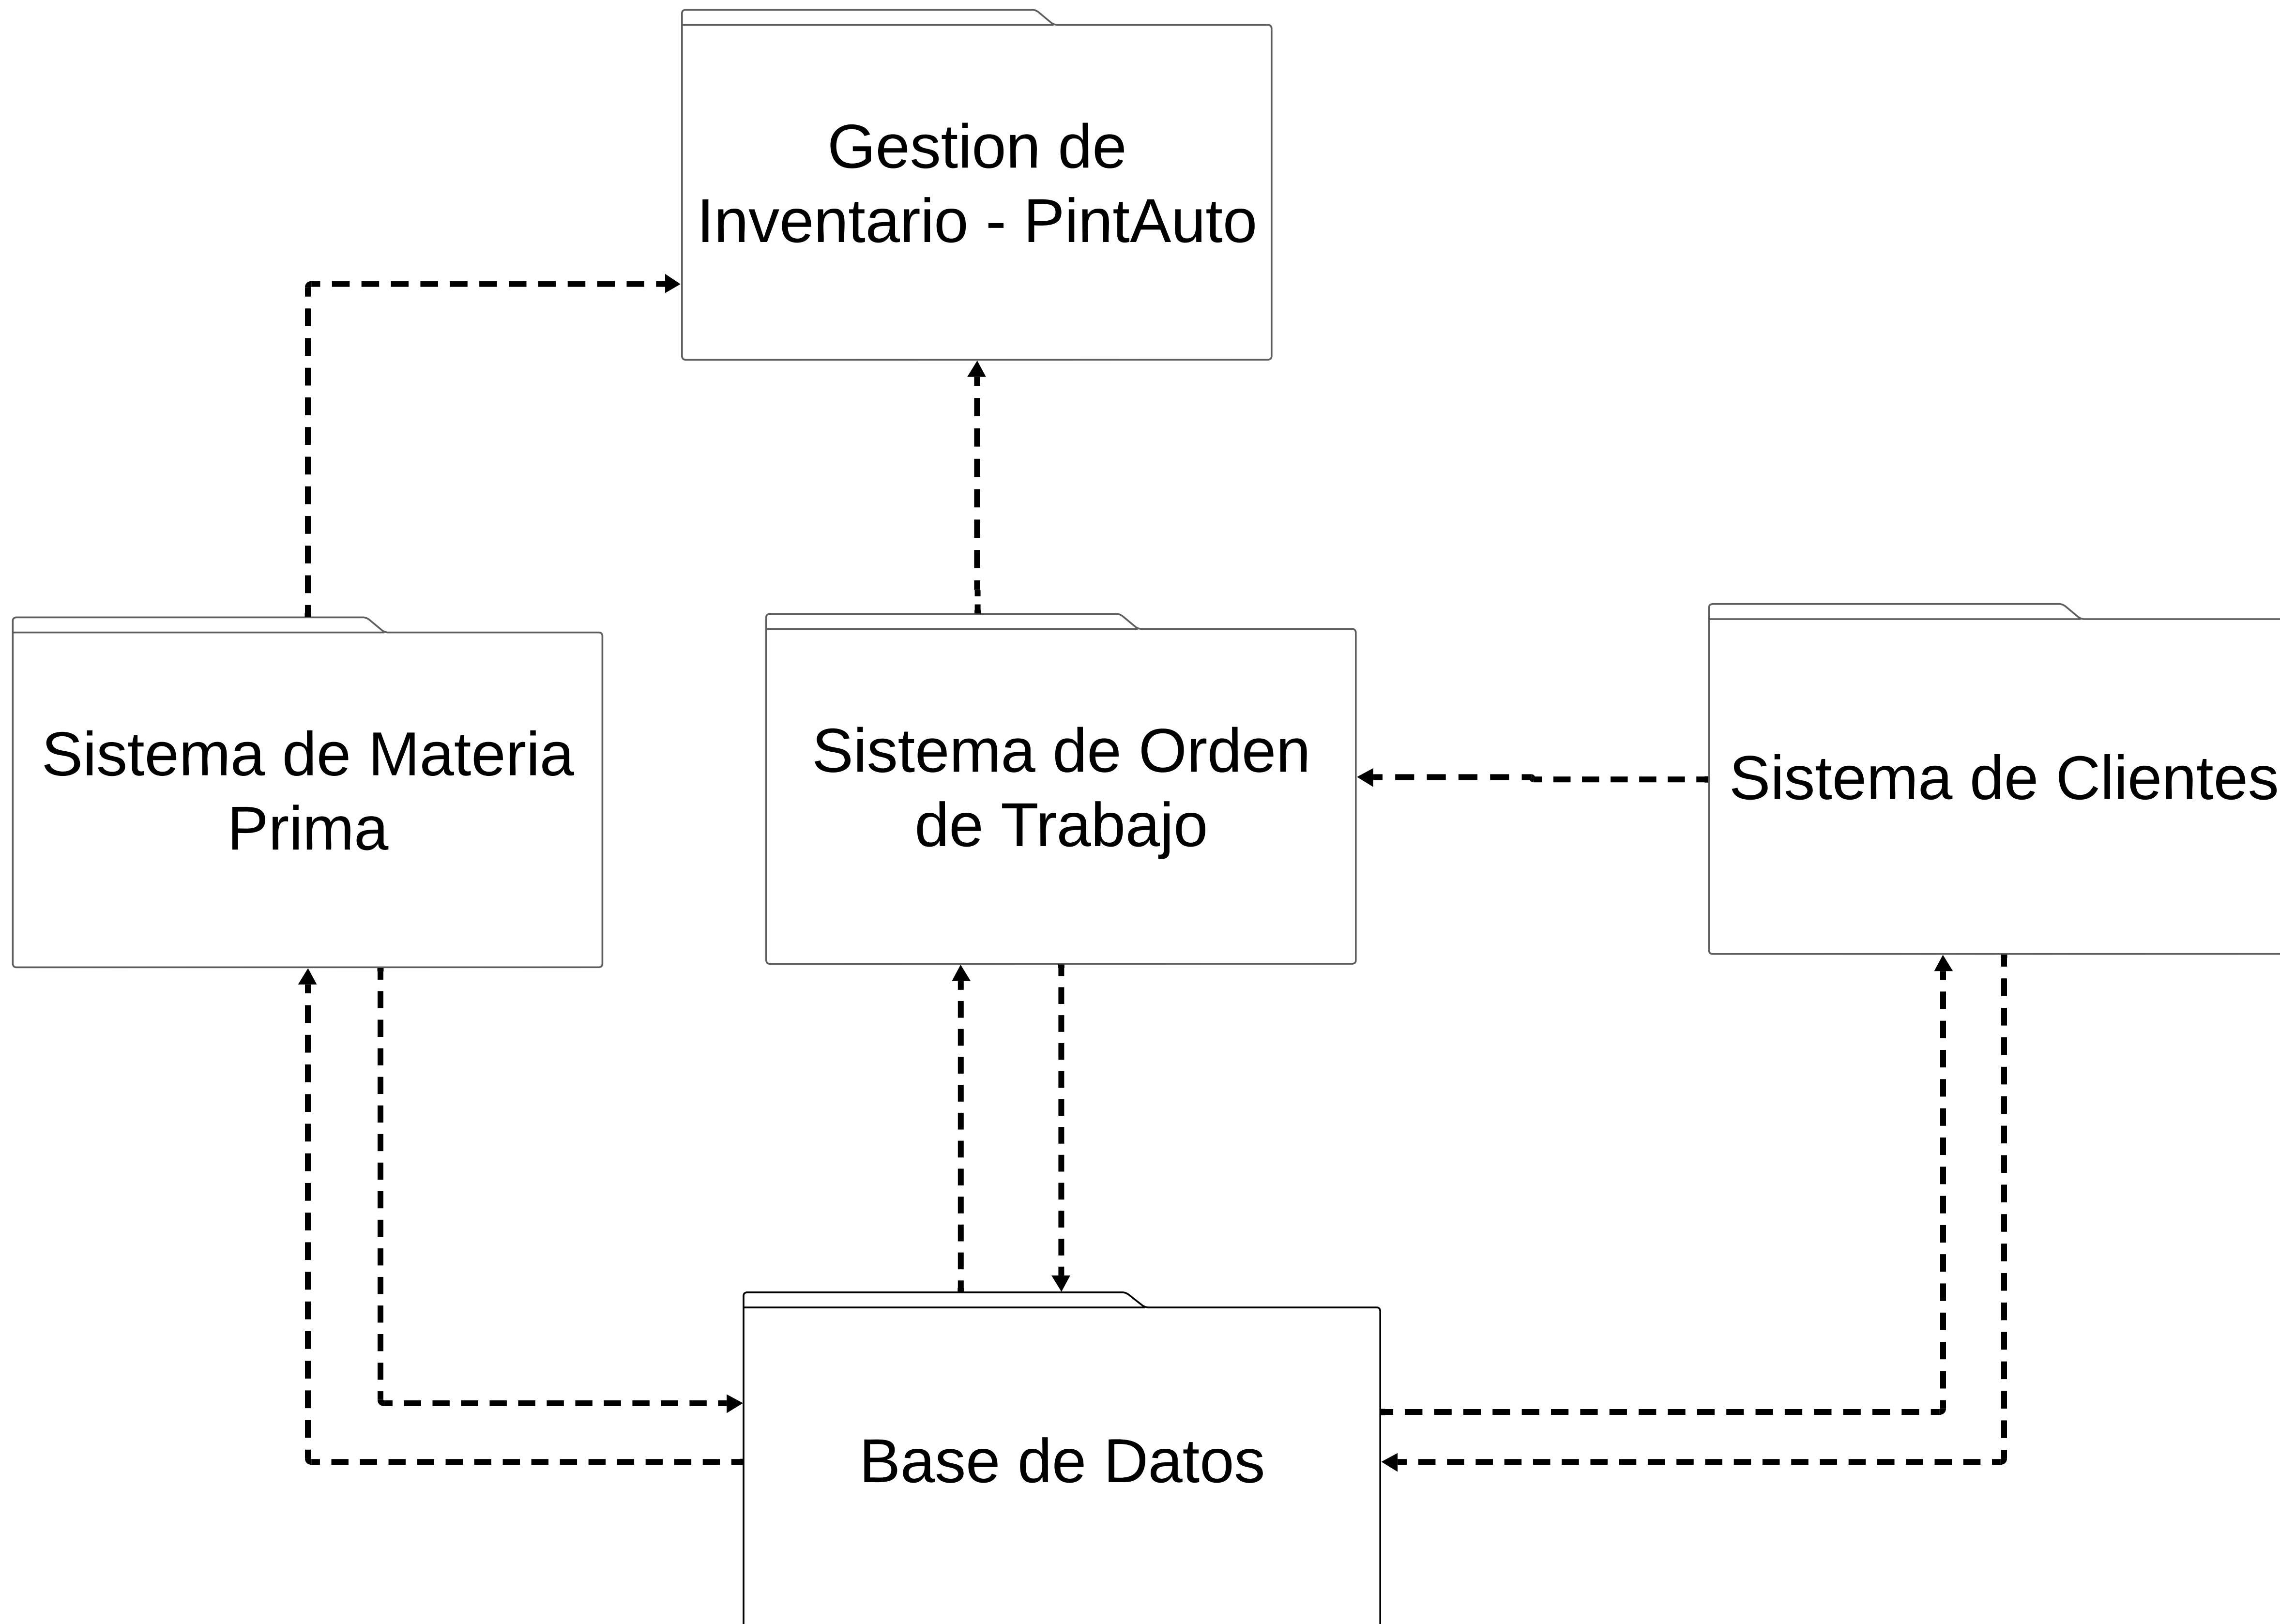 Gestion de
Inventario - PintAuto
Sistema de Materia
Prima
Sistema de Orden
de Trabajo
Sistema de Clientes
Base de Datos